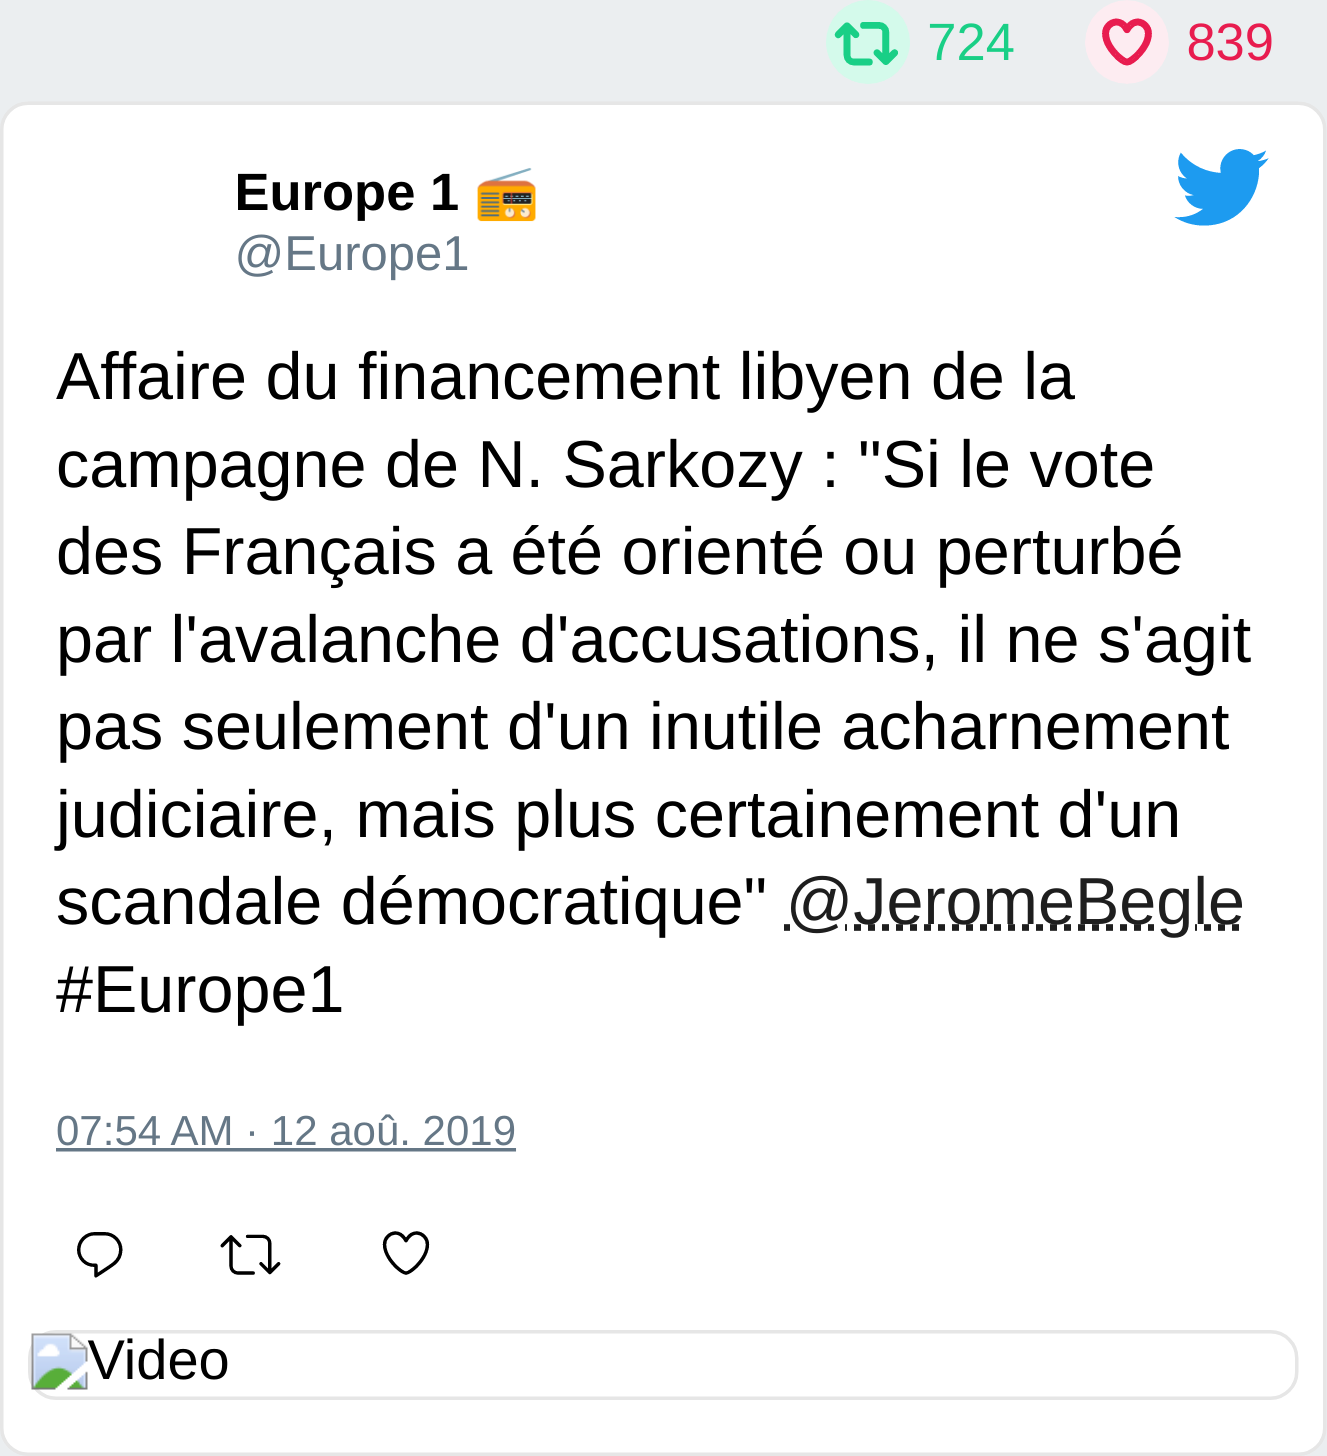 724 839
Europe 1 📻
@Europe1
Affaire du financement libyen de la
campagne de N. Sarkozy : "Si le vote
des Français a été orienté ou perturbé
par l'avalanche d'accusations, il ne s'agit
pas seulement d'un inutile acharnement
judiciaire, mais plus certainement d'un
scandale démocratique" @JeromeBegle
#Europe1
07:54 AM · 12 aoû. 2019
Video